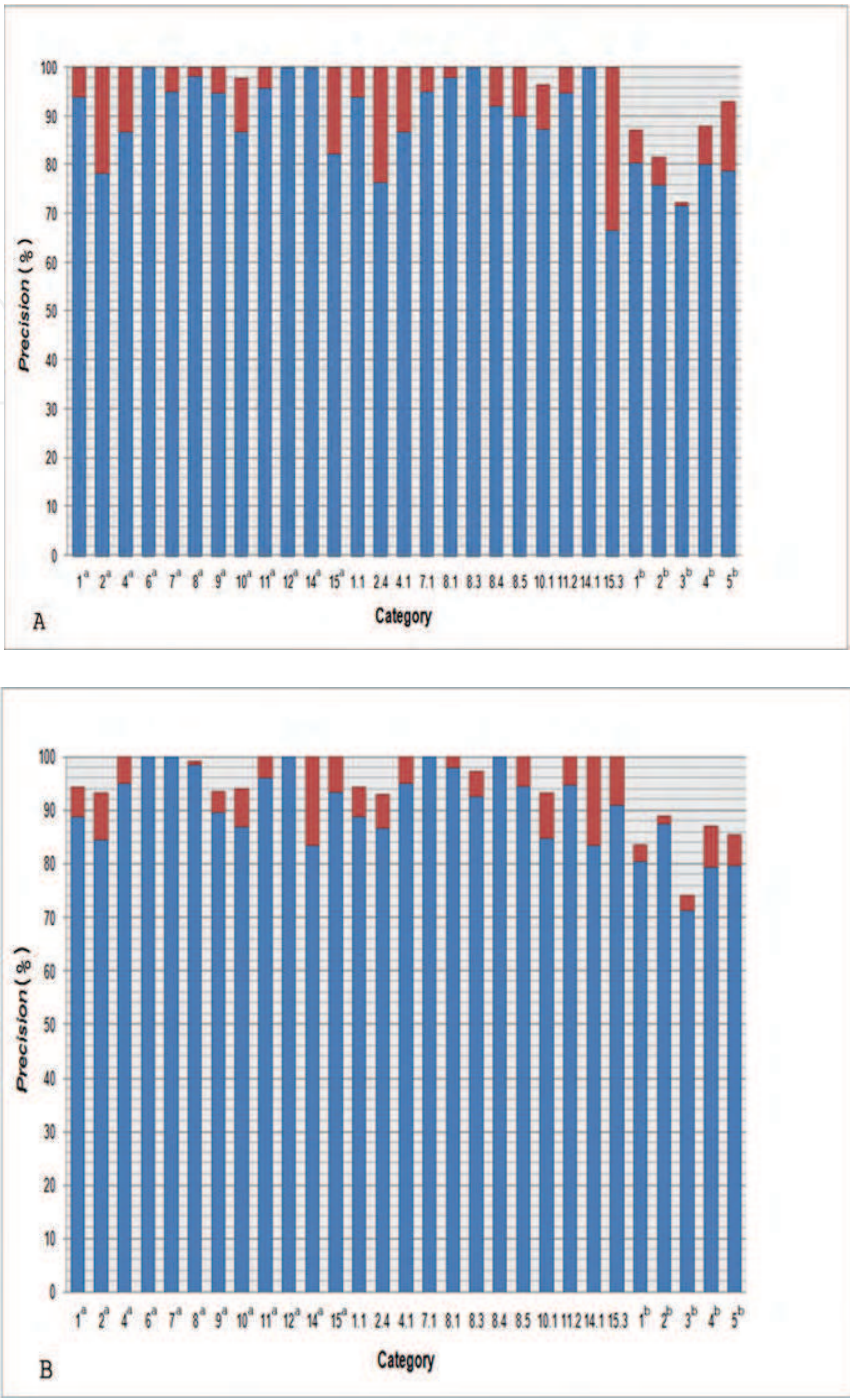 100
90
80
70
60
50
40
30
20
10
0
Precision (%)
1ᵃ 2ᵃ 4ᵃ 6ᵃ 7ᵃ 8ᵃ 9ᵃ 10ᵃ 11ᵃ 12ᵃ 14ᵃ 15ᵃ 1.1 2.4 4.1 7.1 8.1 8.3 8.4 8.5 10.1 11.2 14.1 15.3 1ᵇ 2ᵇ 3ᵇ 4ᵇ 5ᵇ
Category
A
100
90
80
70
60
50
40
30
20
10
0
Precision (%)
1ᵃ 2ᵃ 4ᵃ 6ᵃ 7ᵃ 8ᵃ 9ᵃ 10ᵃ 11ᵃ 12ᵃ 14ᵃ 15ᵃ 1.1 2.4 4.1 7.1 8.1 8.3 8.4 8.5 10.1 11.2 14.1 15.3 1ᵇ 2ᵇ 3ᵇ 4ᵇ 5ᵇ
Category
B